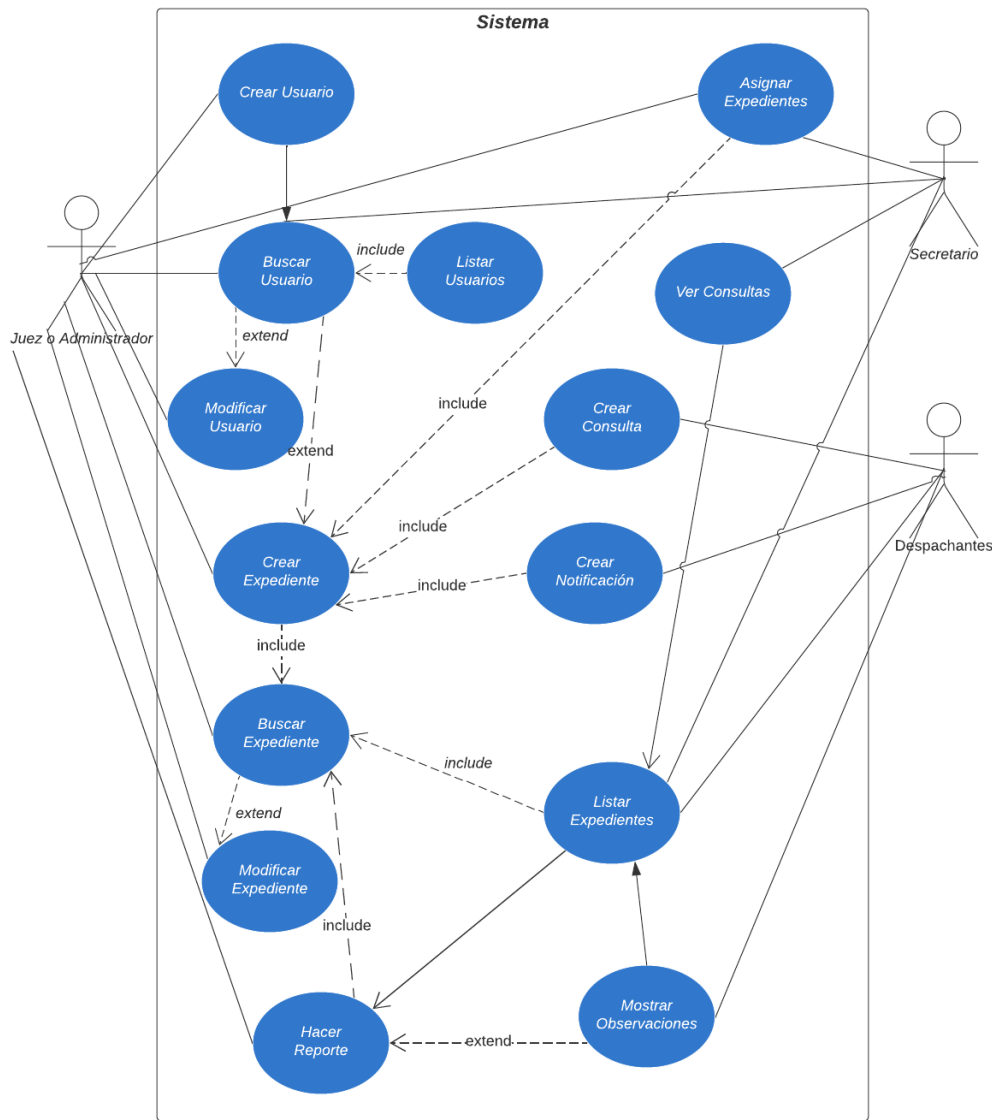 Sistema
Crear Usuario
Asignar
Expedientes
Buscar
Usuario
include
Listar
Usuarios
Secretario
Ver Consultas
Juez o Administrador
extend
Modificar
Usuario
include
Crear
Consulta
extend
include
Despachantes
Crear
Expediente
include
Crear
Notificación
include
Buscar
Expediente
include
Listar
Expedientes
extend
Modificar
Expediente
include
Mostrar
Observaciones
Hacer
Reporte
extend